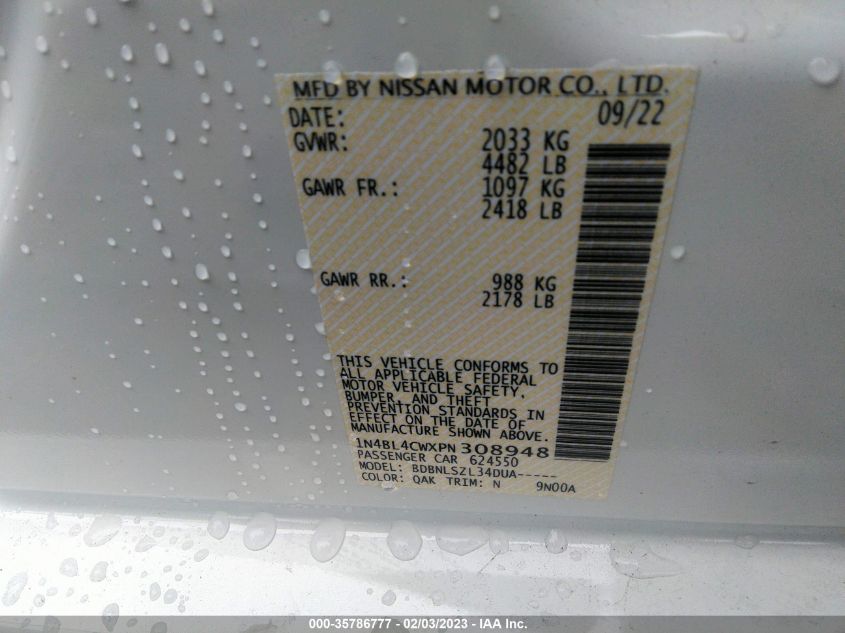 MFD BY NISSAN MOTOR CO., LTD.
DATE: 09/22
GVWR: 2033 KG
4482 LB
GAWR FR.: 1097 KG
2418 LB
GAWR RR.: 988 KG
2178 LB
THIS VEHICLE CONFORMS TO
ALL APPLICABLE FEDERAL
MOTOR VEHICLE SAFETY,
BUMPER, AND THEFT
PREVENTION STANDARDS IN
EFFECT ON THE DATE OF
MANUFACTURE SHOWN ABOVE.
1N4BL4CWXPN308948
PASSENGER CAR 624550
MODEL: BDBNLSZL34DUA-----
COLOR: QAK TRIM: N 9N00A
000-35786777 - 02/03/2023 - IAA Inc.